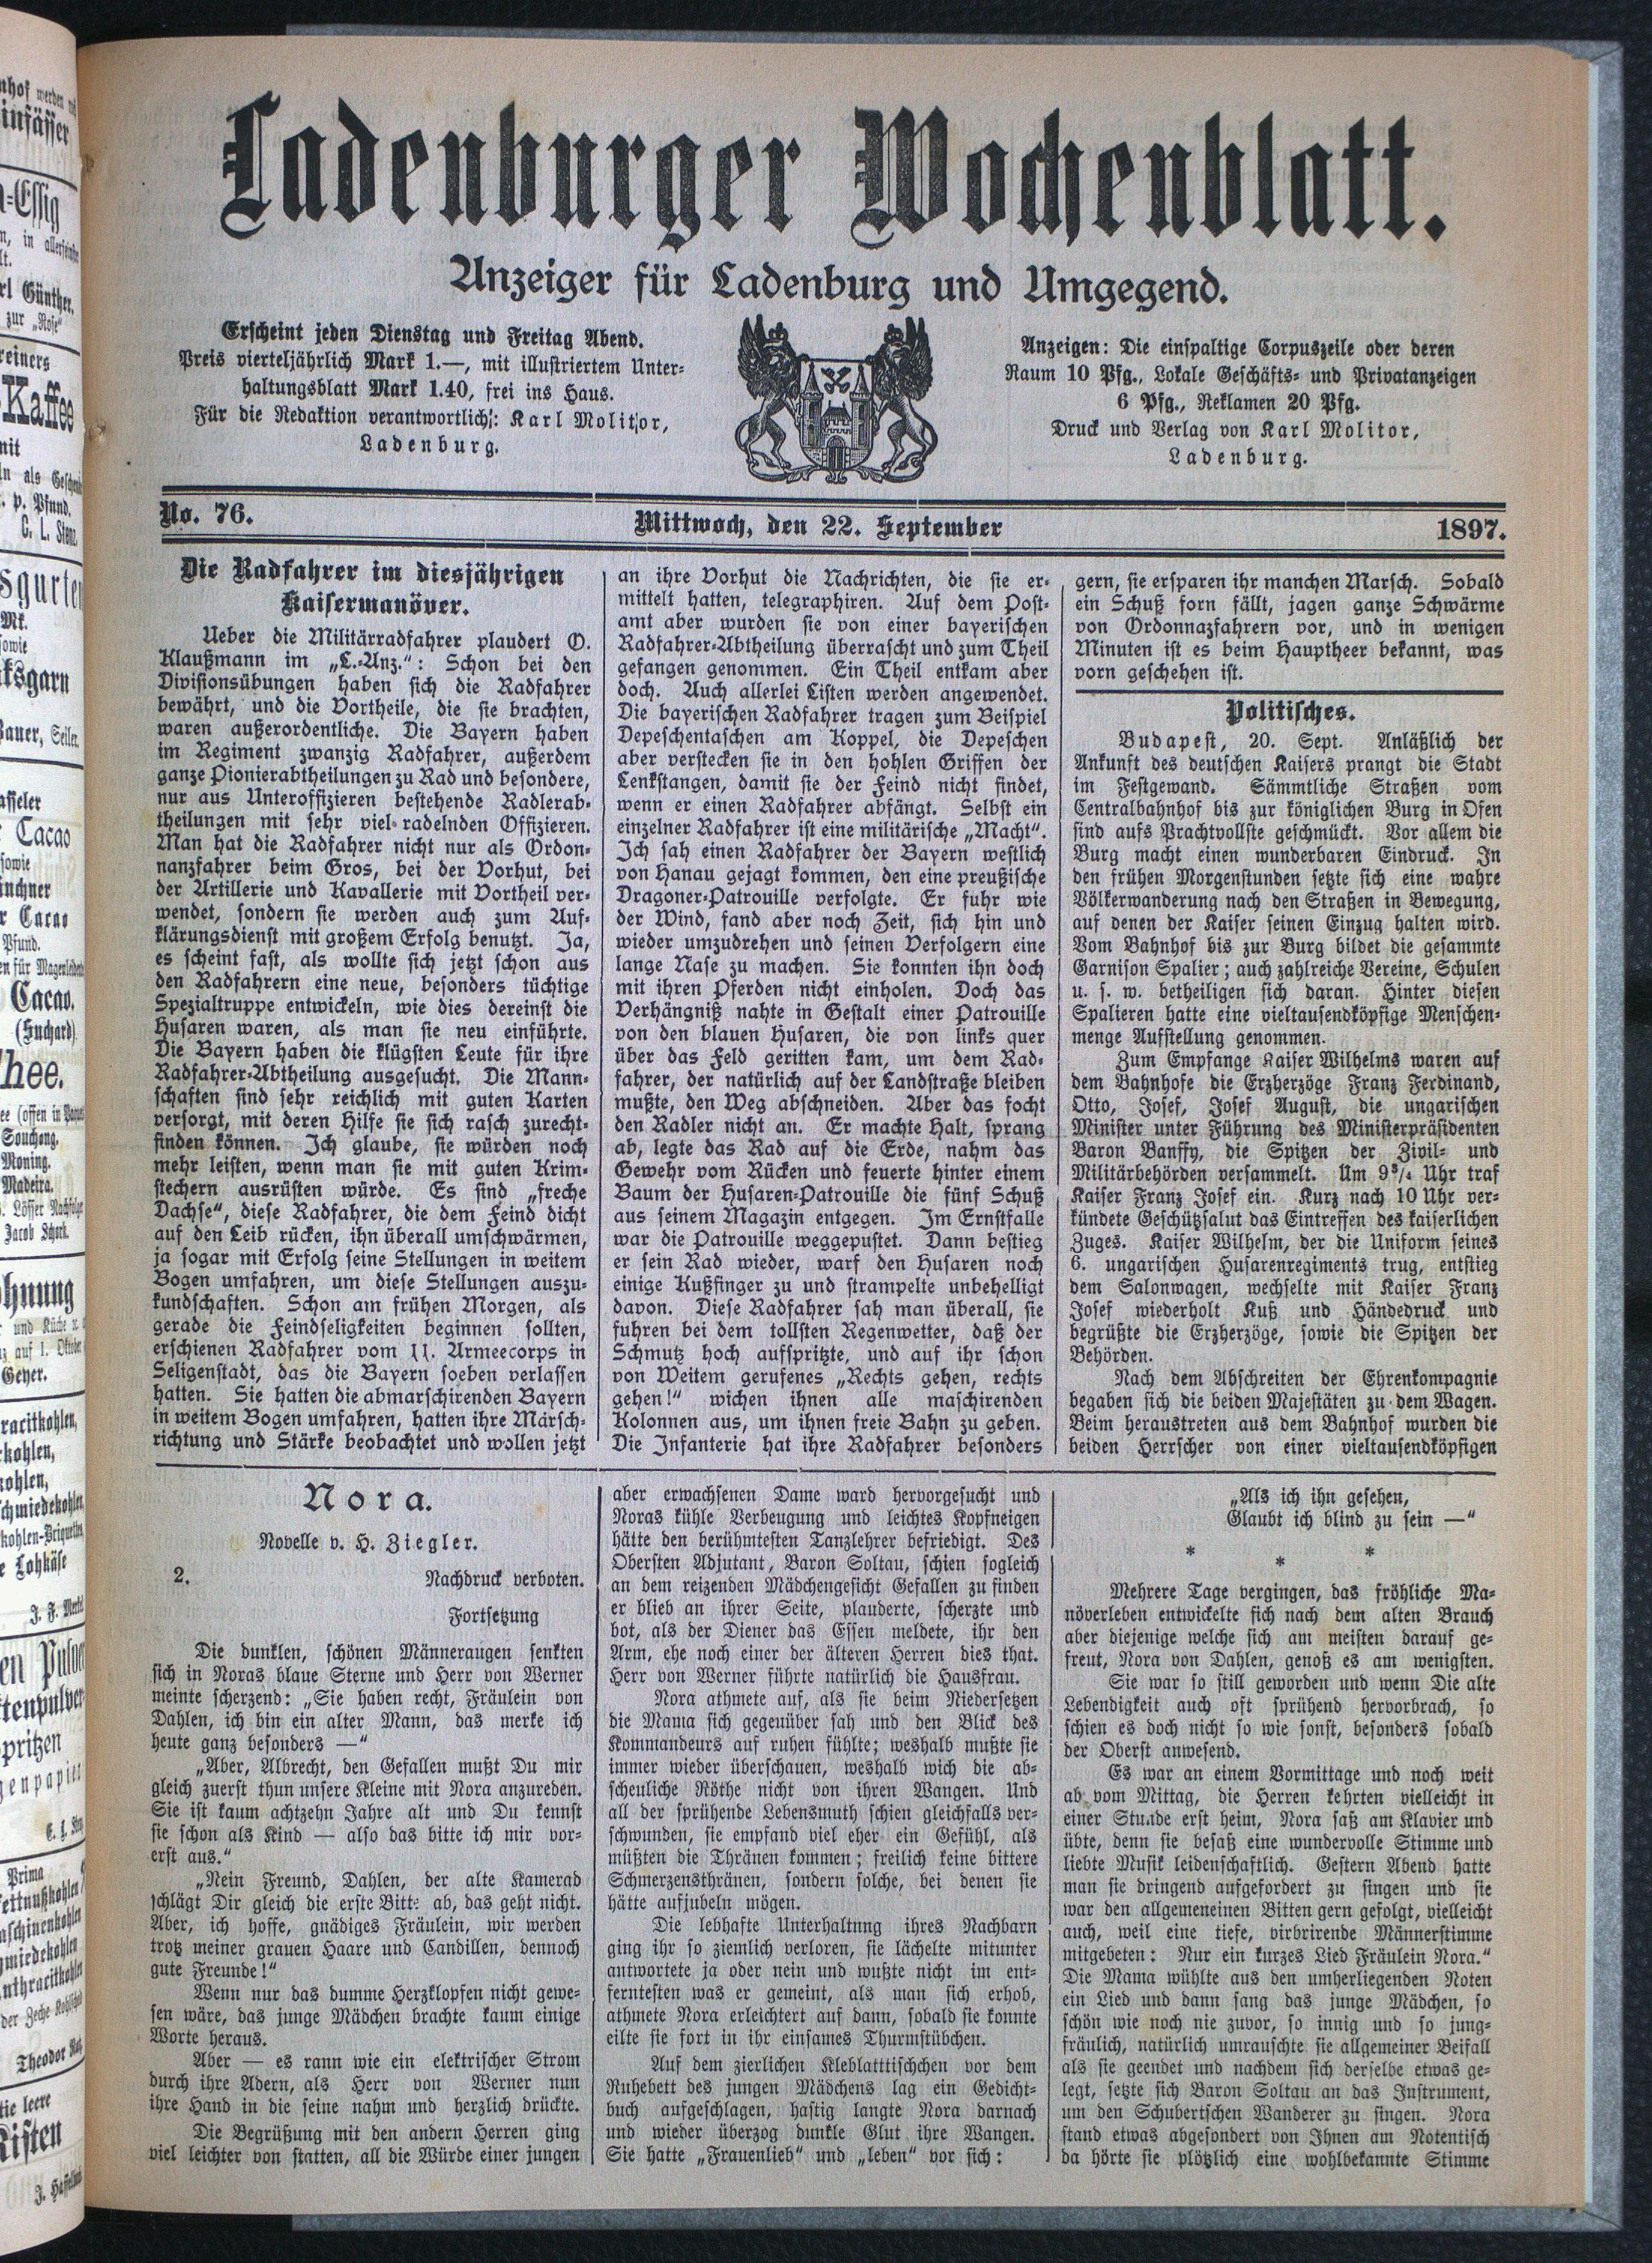 Ladenburger Wochenblatt.
Anzeiger für Ladenburg und Umgegend.
Erscheint jeden Dienstag und Freitag Abend.
Preis vierteljährlich Mark 1.—, mit illustriertem Unter-
haltungsblatt Mark 1.40, frei ins Haus.
Für die Redaktion verantwortlich: Karl Molitor,
Ladenburg.
Anzeigen: Die einspaltige Corpuszeile oder deren
Raum 10 Pfg., Lokale Geschäfts- und Privatanzeigen
6 Pfg., Reklamen 20 Pfg.
Druck und Verlag von Karl Molitor,
Ladenburg.
No. 76.
Mittwoch, den 22. September
1897.
Die Radfahrer im diesjährigen
Kaisermanöver.
Ueber die Militärradfahrer plaudert O.
Klaußmann im „L.-Anz.“: Schon bei den
Divisionsübungen haben sich die Radfahrer
bewährt, und die Vortheile, die sie brachten,
waren außerordentliche. Die Bayern haben
im Regiment zwanzig Radfahrer, außerdem
ganze Pionierabtheilungen zu Rad und besondere,
nur aus Unteroffizieren bestehende Radlerab-
theilungen mit sehr viel radelnden Offizieren.
Man hat die Radfahrer nicht nur als Ordon-
nanzfahrer beim Gros, bei der Vorhut, bei
der Artillerie und Kavallerie mit Vortheil ver-
wendet, sondern sie werden auch zum Auf-
klärungsdienst mit großem Erfolg benutzt. Ja,
es scheint fast, als wollte sich jetzt schon aus
den Radfahrern eine neue, besonders tüchtige
Spezialtruppe entwickeln, wie dies dereinst die
Husaren waren, als man sie neu einführte.
Die Bayern haben die klügsten Leute für ihre
Radfahrer-Abtheilung ausgesucht. Die Mann-
schaften sind sehr reichlich mit guten Karten
versorgt, mit deren Hilfe sie sich rasch zurecht-
finden können. Ich glaube, sie würden noch
mehr leisten, wenn man sie mit guten Krim-
stechern ausrüsten würde. Es sind „freche
Dachse“, diese Radfahrer, die dem Feind dicht
auf den Leib rücken, ihn überall umschwärmen,
ja sogar mit Erfolg seine Stellungen in weitem
Bogen umfahren, um diese Stellungen auszu-
kundschaften. Schon am frühen Morgen, als
gerade die Feindseligkeiten beginnen sollten,
erschienen Radfahrer vom 11. Armeecorps in
Seligenstadt, das die Bayern soeben verlassen
hatten. Sie hatten die abmarschirenden Bayern
in weitem Bogen umfahren, hatten ihre Marsch-
richtung und Stärke beobachtet und wollen jetzt
an ihre Vorhut die Nachrichten, die sie er-
mittelt hatten, telegraphiren. Auf dem Post-
amt aber wurden sie von einer bayerischen
Radfahrer-Abtheilung überrascht und zum Theil
gefangen genommen. Ein Theil entkam aber
doch. Auch allerlei Listen werden angewendet.
Die bayerischen Radfahrer tragen zum Beispiel
Depeschentaschen am Koppel, die Depeschen
aber verstecken sie in den hohlen Griffen der
Lenkstangen, damit sie der Feind nicht findet,
wenn er einen Radfahrer abfängt. Selbst ein
einzelner Radfahrer ist eine militärische „Macht“.
Ich sah einen Radfahrer der Bayern westlich
von Hanau gejagt kommen, den eine preußische
Dragoner-Patrouille verfolgte. Er fuhr wie
der Wind, fand aber noch Zeit, sich hin und
wieder umzudrehen und seinen Verfolgern eine
lange Nase zu machen. Sie konnten ihn doch
mit ihren Pferden nicht einholen. Doch das
Verhängniß nahte in Gestalt einer Patrouille
von den blauen Husaren, die von links quer
über das Feld geritten kam, um dem Rad-
fahrer, der natürlich auf der Landstraße bleiben
mußte, den Weg abschneiden. Aber das focht
den Radler nicht an. Er machte Halt, sprang
ab, legte das Rad auf die Erde, nahm das
Gewehr vom Rücken und feuerte hinter einem
Baum der Husaren-Patrouille die fünf Schuß
aus seinem Magazin entgegen. Im Ernstfalle
war die Patrouille weggepustet. Dann bestieg
er sein Rad wieder, warf den Husaren noch
einige Kußfinger zu und strampelte unbehelligt
davon. Diese Radfahrer sah man überall, sie
fuhren bei dem tollsten Regenwetter, daß der
Schmutz hoch aufspritzte, und auf ihr schon
von Weitem gerufenes „Rechts gehen, rechts
gehen!“ wichen ihnen alle maschirenden
Kolonnen aus, um ihnen freie Bahn zu geben.
Die Infanterie hat ihre Radfahrer besonders
gern, sie ersparen ihr manchen Marsch. Sobald
ein Schuß forn fällt, jagen ganze Schwärme
von Ordonnazfahrern vor, und in wenigen
Minuten ist es beim Hauptheer bekannt, was
vorn geschehen ist.
Politisches.
Budapest, 20. Sept. Anläßlich der
Ankunft des deutschen Kaisers prangt die Stadt
im Festgewand. Sämmtliche Straßen vom
Centralbahnhof bis zur königlichen Burg in Ofen
sind aufs Prachtvollste geschmückt. Vor allem die
Burg macht einen wunderbaren Eindruck. In
den frühen Morgenstunden setzte sich eine wahre
Völkerwanderung nach den Straßen in Bewegung,
auf denen der Kaiser seinen Einzug halten wird.
Vom Bahnhof bis zur Burg bildet die gesammte
Garnison Spalier; auch zahlreiche Vereine, Schulen
u. s. w. betheiligen sich daran. Hinter diesen
Spalieren hatte eine vieltausendköpfige Menschen-
menge Aufstellung genommen.
Zum Empfange Kaiser Wilhelms waren auf
dem Bahnhofe die Erzherzöge Franz Ferdinand,
Otto, Josef, Josef August, die ungarischen
Minister unter Führung des Ministerpräsidenten
Baron Banffy, die Spitzen der Zivil- und
Militärbehörden versammelt. Um 9¾ Uhr traf
Kaiser Franz Josef ein. Kurz nach 10 Uhr ver-
kündete Geschützsalut das Eintreffen des kaiserlichen
Zuges. Kaiser Wilhelm, der die Uniform seines
6. ungarischen Husarenregiments trug, entstieg
dem Salonwagen, wechselte mit Kaiser Franz
Josef wiederholt Kuß und Händedruck und
begrüßte die Erzherzöge, sowie die Spitzen der
Behörden.
Nach dem Abschreiten der Ehrenkompagnie
begaben sich die beiden Majestäten zu dem Wagen.
Beim heraustreten aus dem Bahnhof wurden die
beiden Herrscher von einer vieltausendköpfigen
Nora.
Novelle v. H. Ziegler.
2.
Nachdruck verboten.
Fortsetzung
Die dunklen, schönen Männeraugen senkten
sich in Noras blaue Sterne und Herr von Werner
meinte scherzend: „Sie haben recht, Fräulein von
Dahlen, ich bin ein alter Mann, das merke ich
heute ganz besonders —“
„Aber, Albrecht, den Gefallen mußt Du mir
gleich zuerst thun unsere Kleine mit Nora anzureden.
Sie ist kaum achtzehn Jahre alt und Du kennst
sie schon als Kind — also das bitte ich mir vor-
erst aus.“
„Nein Freund, Dahlen, der alte Kamerad
schlägt Dir gleich die erste Bitte ab, das geht nicht.
Aber, ich hoffe, gnädiges Fräulein, wir werden
trotz meiner grauen Haare und Candillen, dennoch
gute Freunde!“
Wenn nur das dumme Herzklopfen nicht gewe-
sen wäre, das junge Mädchen brachte kaum einige
Worte heraus.
Aber — es rann wie ein elektrischer Strom
durch ihre Adern, als Herr von Werner nun
ihre Hand in die seine nahm und herzlich drückte.
Die Begrüßung mit den andern Herren ging
viel leichter von statten, all die Würde einer jungen
aber erwachsenen Dame ward hervorgesucht und
Noras kühle Verbeugung und leichtes Kopfneigen
hätte den berühmtesten Tanzlehrer befriedigt. Des
Obersten Adjutant, Baron Soltau, schien sogleich
an dem reizenden Mädchengesicht Gefallen zu finden
er blieb an ihrer Seite, plauderte, scherzte und
bot, als der Diener das Essen meldete, ihr den
Arm, ehe noch einer der älteren Herren dies that.
Herr von Werner führte natürlich die Hausfrau.
Nora athmete auf, als sie beim Niedersetzen
die Mama sich gegenüber sah und den Blick des
Kommandeurs auf ruhen fühlte; weshalb mußte sie
immer wieder überschauen, weshalb wich die ab-
scheuliche Röthe nicht von ihren Wangen. Und
all der sprühende Lebensmuth schien gleichfalls ver-
schwunden, sie empfand viel eher ein Gefühl, als
müßten die Thränen kommen; freilich keine bittere
Schmerzensthränen, sondern solche, bei denen sie
hätte aufjubeln mögen.
Die lebhafte Unterhaltung ihres Nachbarn
ging ihr so ziemlich verloren, sie lächelte mitunter
antwortete ja oder nein und wußte nicht im ent-
ferntesten was er gemeint, als man sich erhob,
athmete Nora erleichtert auf dann, sobald sie konnte
eilte sie fort in ihr einsames Thurmstübchen.
Auf dem zierlichen Kleblatttischchen vor dem
Ruhebett des jungen Mädchens lag ein Gedicht-
buch aufgeschlagen, hastig langte Nora darnach
und wieder überzog dunkle Glut ihre Wangen.
Sie hatte „Frauenlieb“ und „leben“ vor sich:
„Als ich ihn gesehen,
Glaubt ich blind zu sein —“
* * *
Mehrere Tage vergingen, das fröhliche Ma-
növerleben entwickelte sich nach dem alten Brauch
aber diejenige welche sich am meisten darauf ge-
freut, Nora von Dahlen, genoß es am wenigsten.
Sie war so still geworden und wenn Die alte
Lebendigkeit auch oft sprühend hervorbrach, so
schien es doch nicht so wie sonst, besonders sobald
der Oberst anwesend.
Es war an einem Vormittage und noch weit
ab vom Mittag, die Herren kehrten vielleicht in
einer Stunde erst heim, Nora saß am Klavier und
übte, denn sie besaß eine wundervolle Stimme und
liebte Musik leidenschaftlich. Gestern Abend hatte
man sie dringend aufgefordert zu singen und sie
war den allgemeneinen Bitten gern gefolgt, vielleicht
auch, weil eine tiefe, virbrirende Männerstimme
mitgebeten: Nur ein kurzes Lied Fräulein Nora.“
Die Mama wühlte aus den umherliegenden Noten
ein Lied und dann sang das junge Mädchen, so
schön wie noch nie zuvor, so innig und so jung-
fräulich, natürlich umrauschte sie allgemeiner Beifall
als sie geendet und nachdem sich derselbe etwas ge-
legt, setzte sich Baron Soltau an das Instrument,
um den Schubertschen Wanderer zu singen. Nora
stand etwas abgesondert von Ihnen am Notentisch
da hörte sie plötzlich eine wohlbekannte Stimme